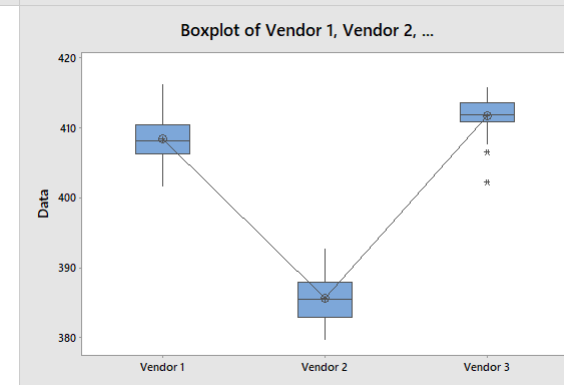 Boxplot of Vendor 1, Vendor 2, ...
420
410
400
390
380
Data
Vendor 1
Vendor 2
Vendor 3